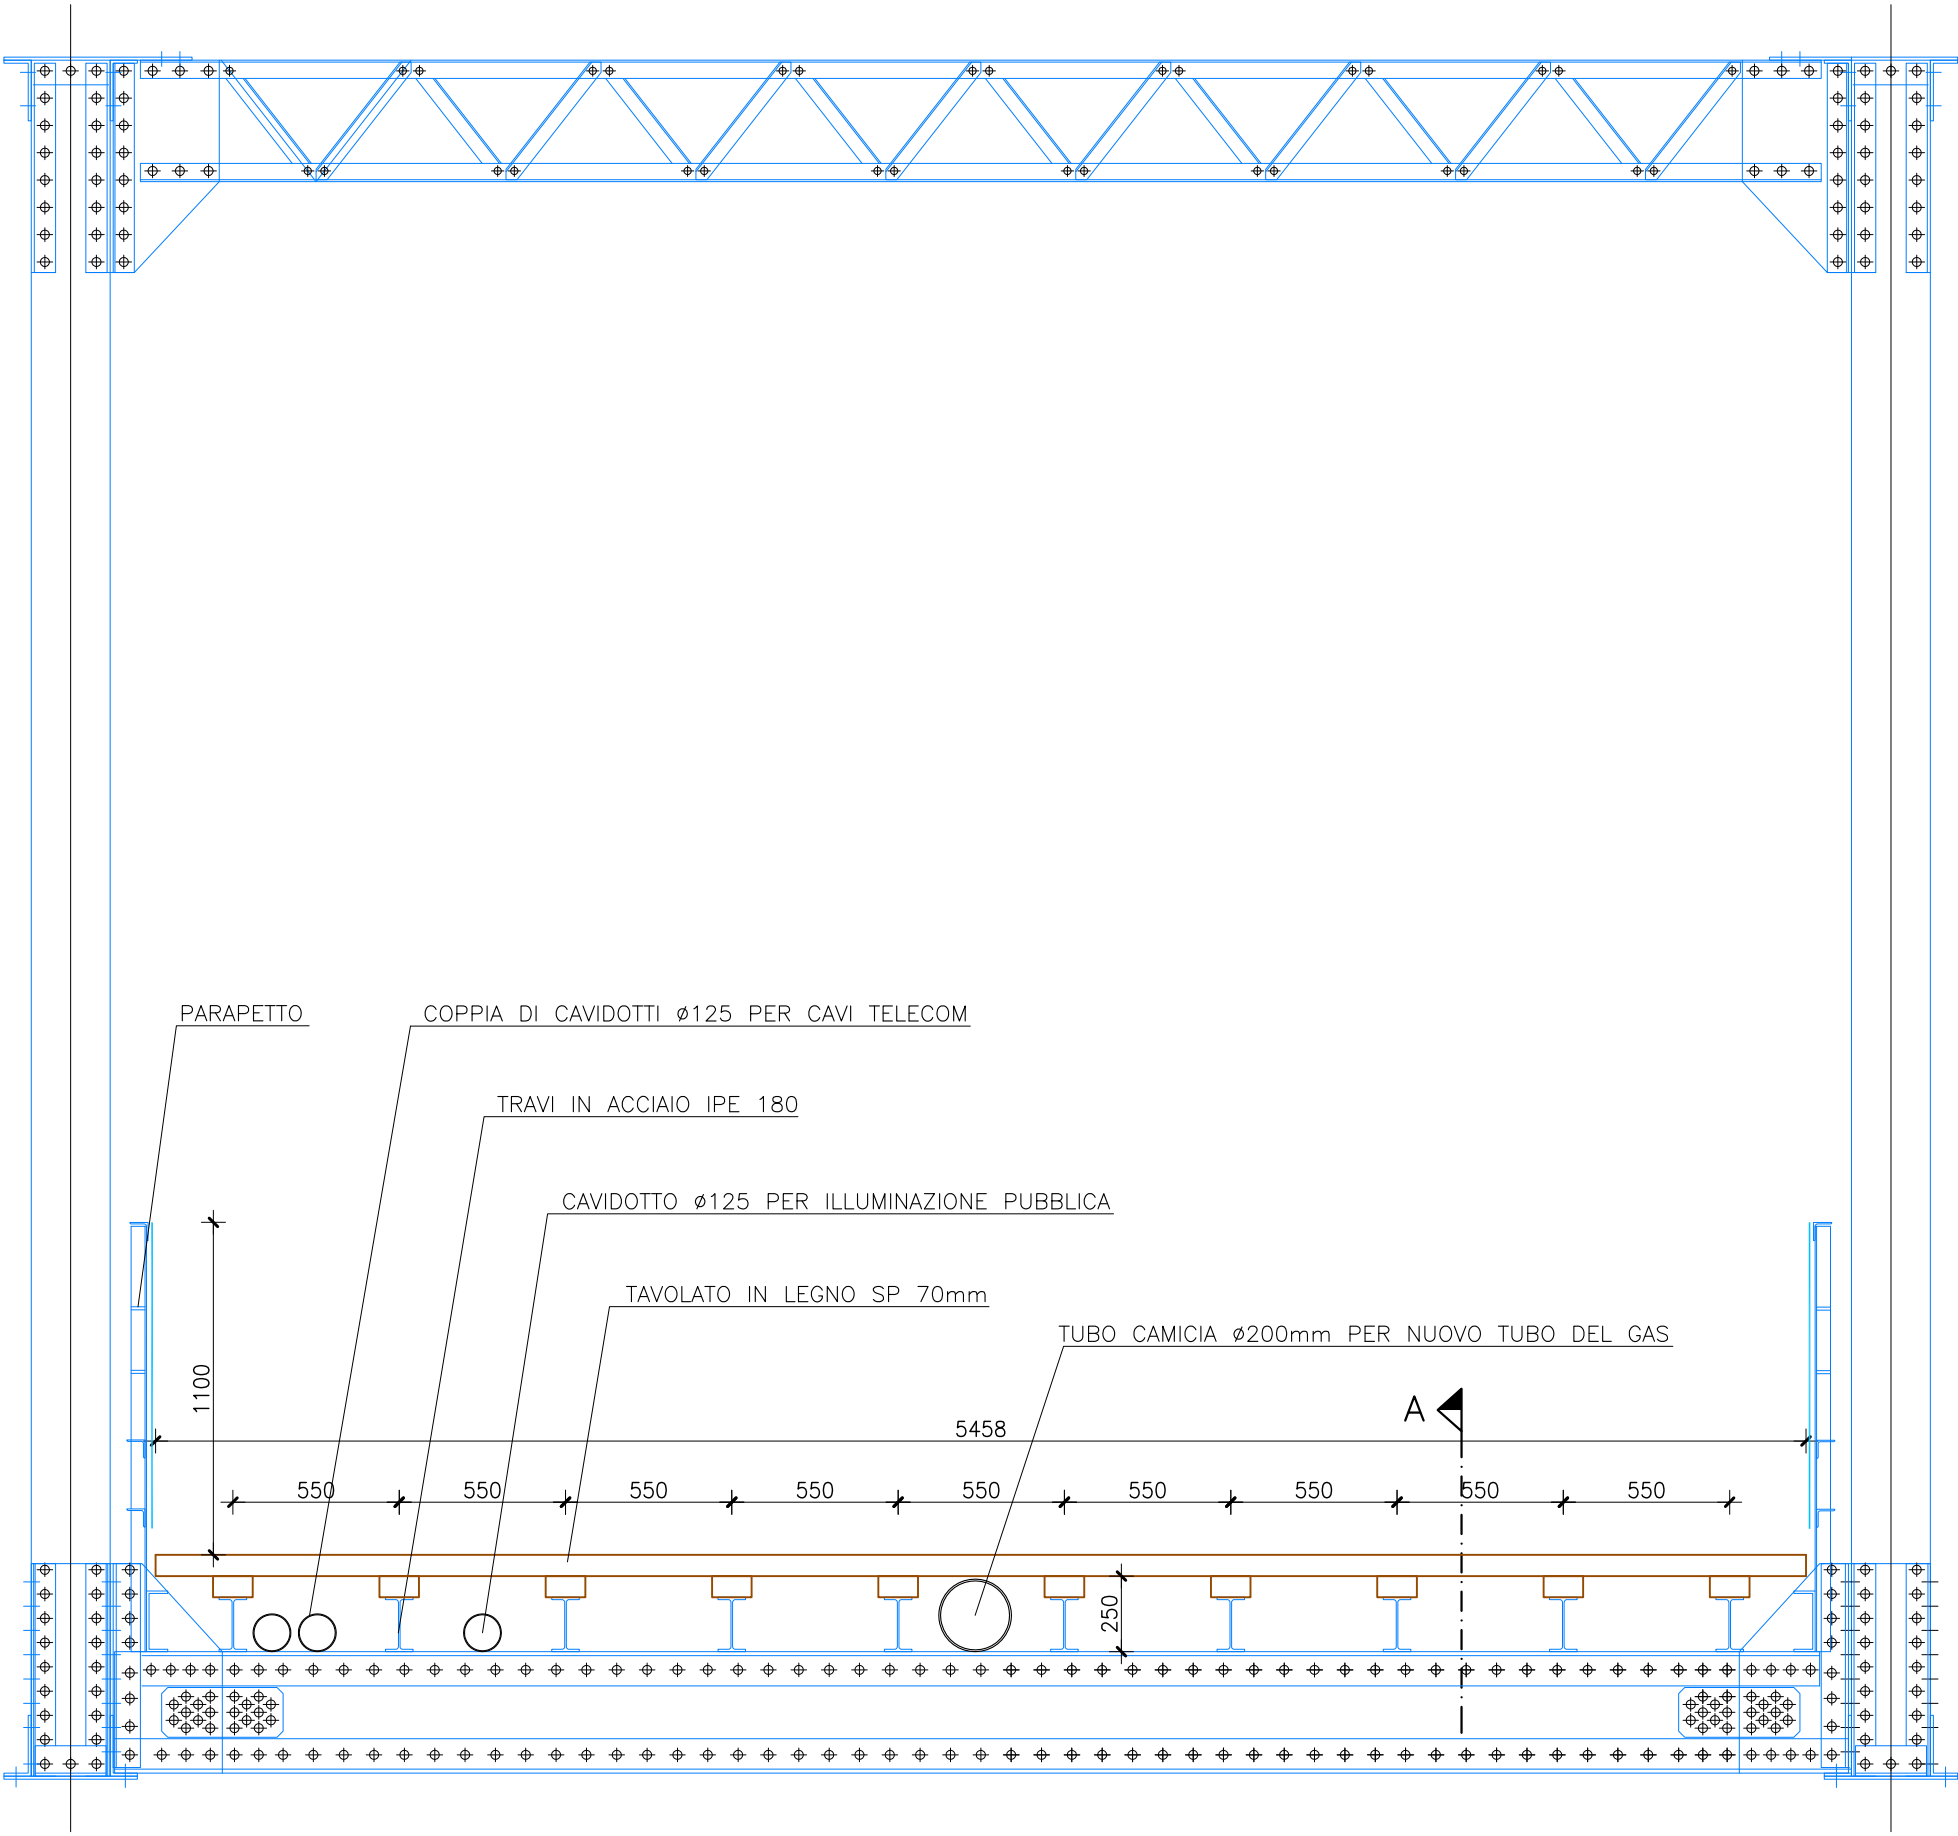 PARAPETTO
COPPIA DI CAVIDOTTI ø125 PER CAVI TELECOM
TRAVI IN ACCIAIO IPE 180
CAVIDOTTO ø125 PER ILLUMINAZIONE PUBBLICA
TAVOLATO IN LEGNO SP 70mm
TUBO CAMICIA ø200mm PER NUOVO TUBO DEL GAS
1100
A
5458
550 550 550 550 550 550 550 550 550
250